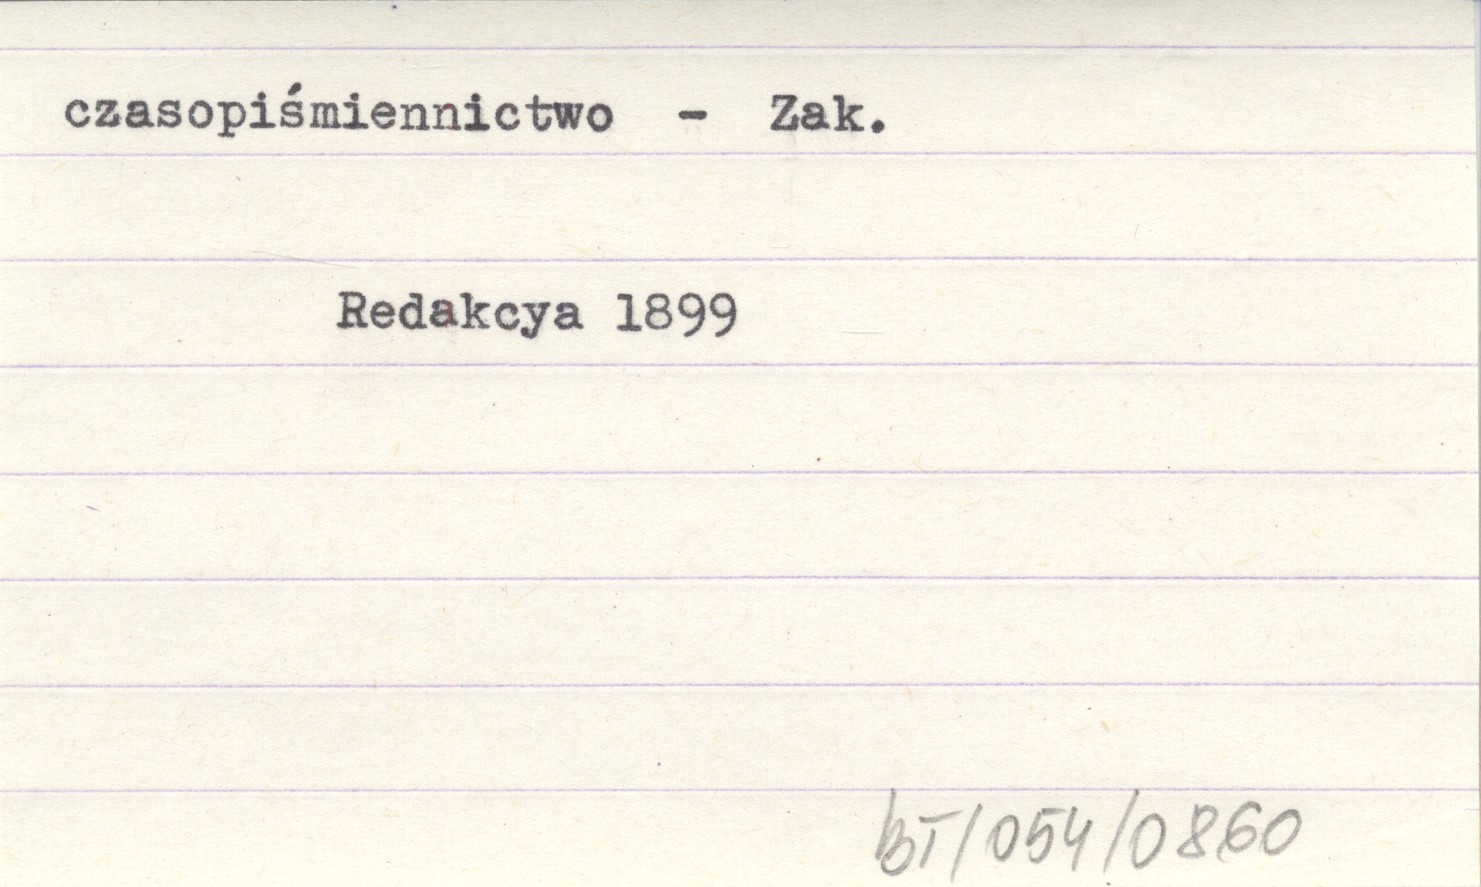 czasopiśmiennictwo - Zak.
Redakcya 1899
BT/054/0860